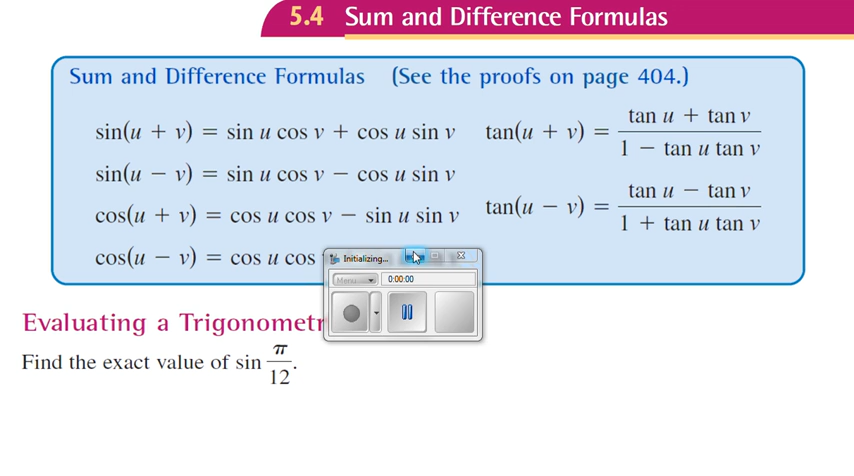 5.4 Sum and Difference Formulas
Sum and Difference Formulas (See the proofs on page 404.)
sin(u + v) = sin u cos v + cos u sin v
sin(u − v) = sin u cos v − cos u sin v
cos(u + v) = cos u cos v − sin u sin v
cos(u − v) = cos u cos
tan(u + v) = (tan u + tan v) / (1 − tan u tan v)
tan(u − v) = (tan u − tan v) / (1 + tan u tan v)
Initializing...
Menu
0:00:00
Evaluating a Trigonometr
Find the exact value of sin π/12.